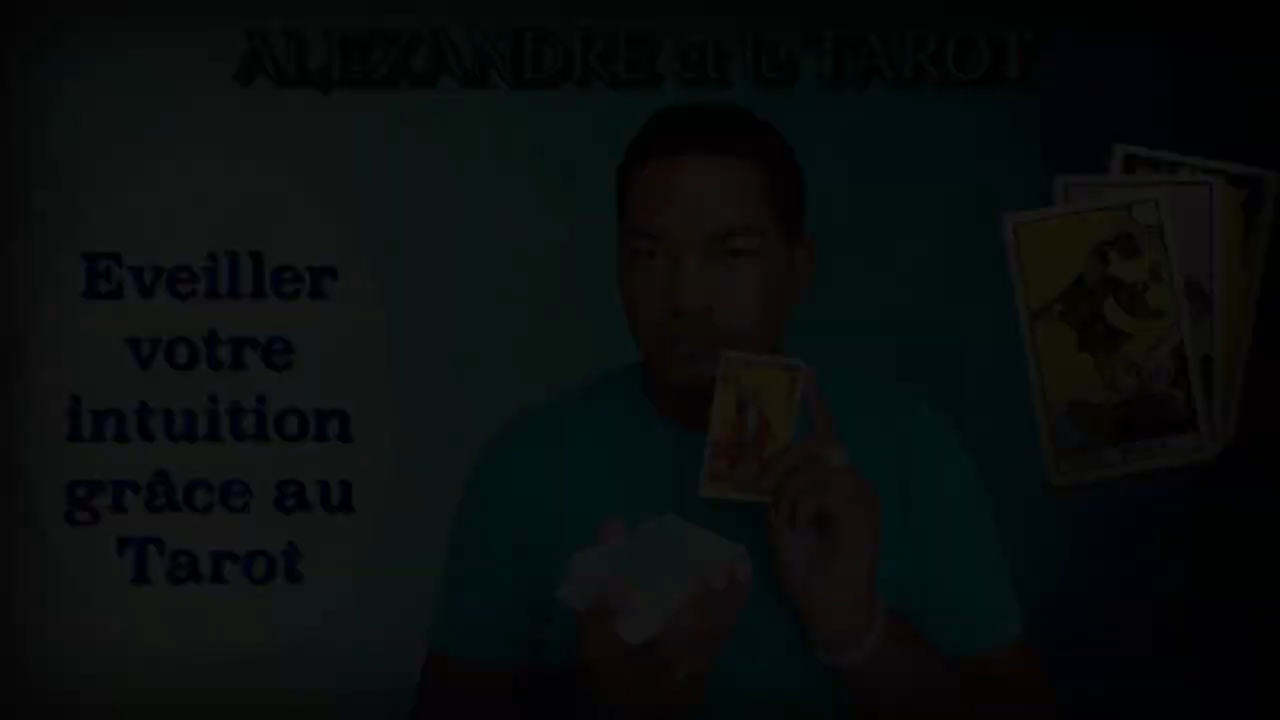 ALEXANDRE et le TAROT
Eveiller
votre
intuition
grâce au
Tarot